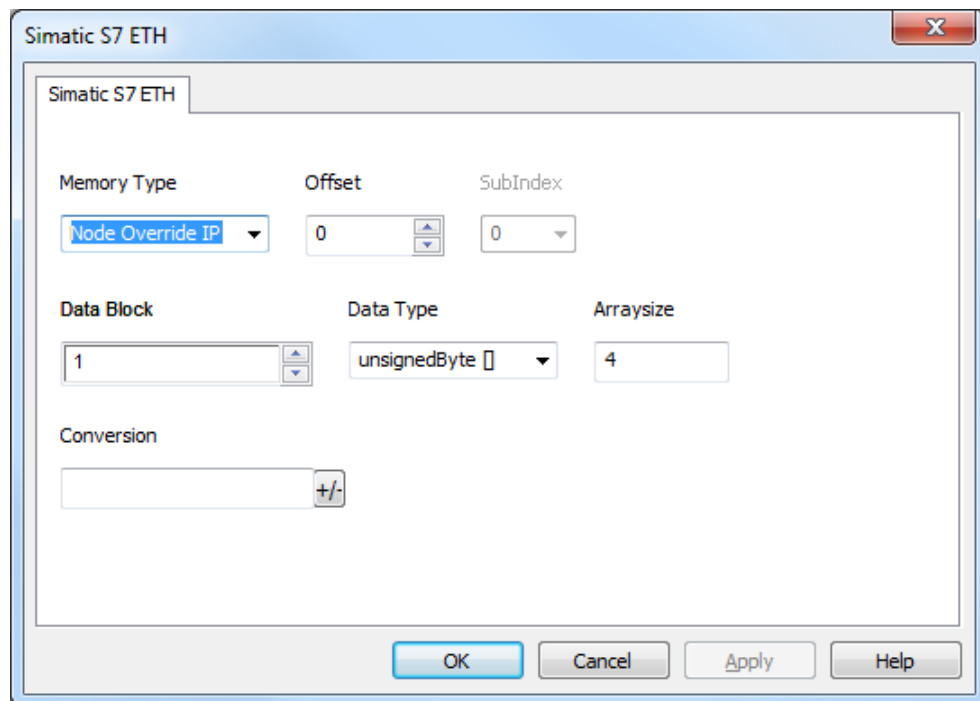 Simatic S7 ETH
Simatic S7 ETH
Memory Type Offset SubIndex
Node Override IP 0 0
Data Block Data Type Arraysize
1 unsignedByte [] 4
Conversion
+/-
OK Cancel Apply Help